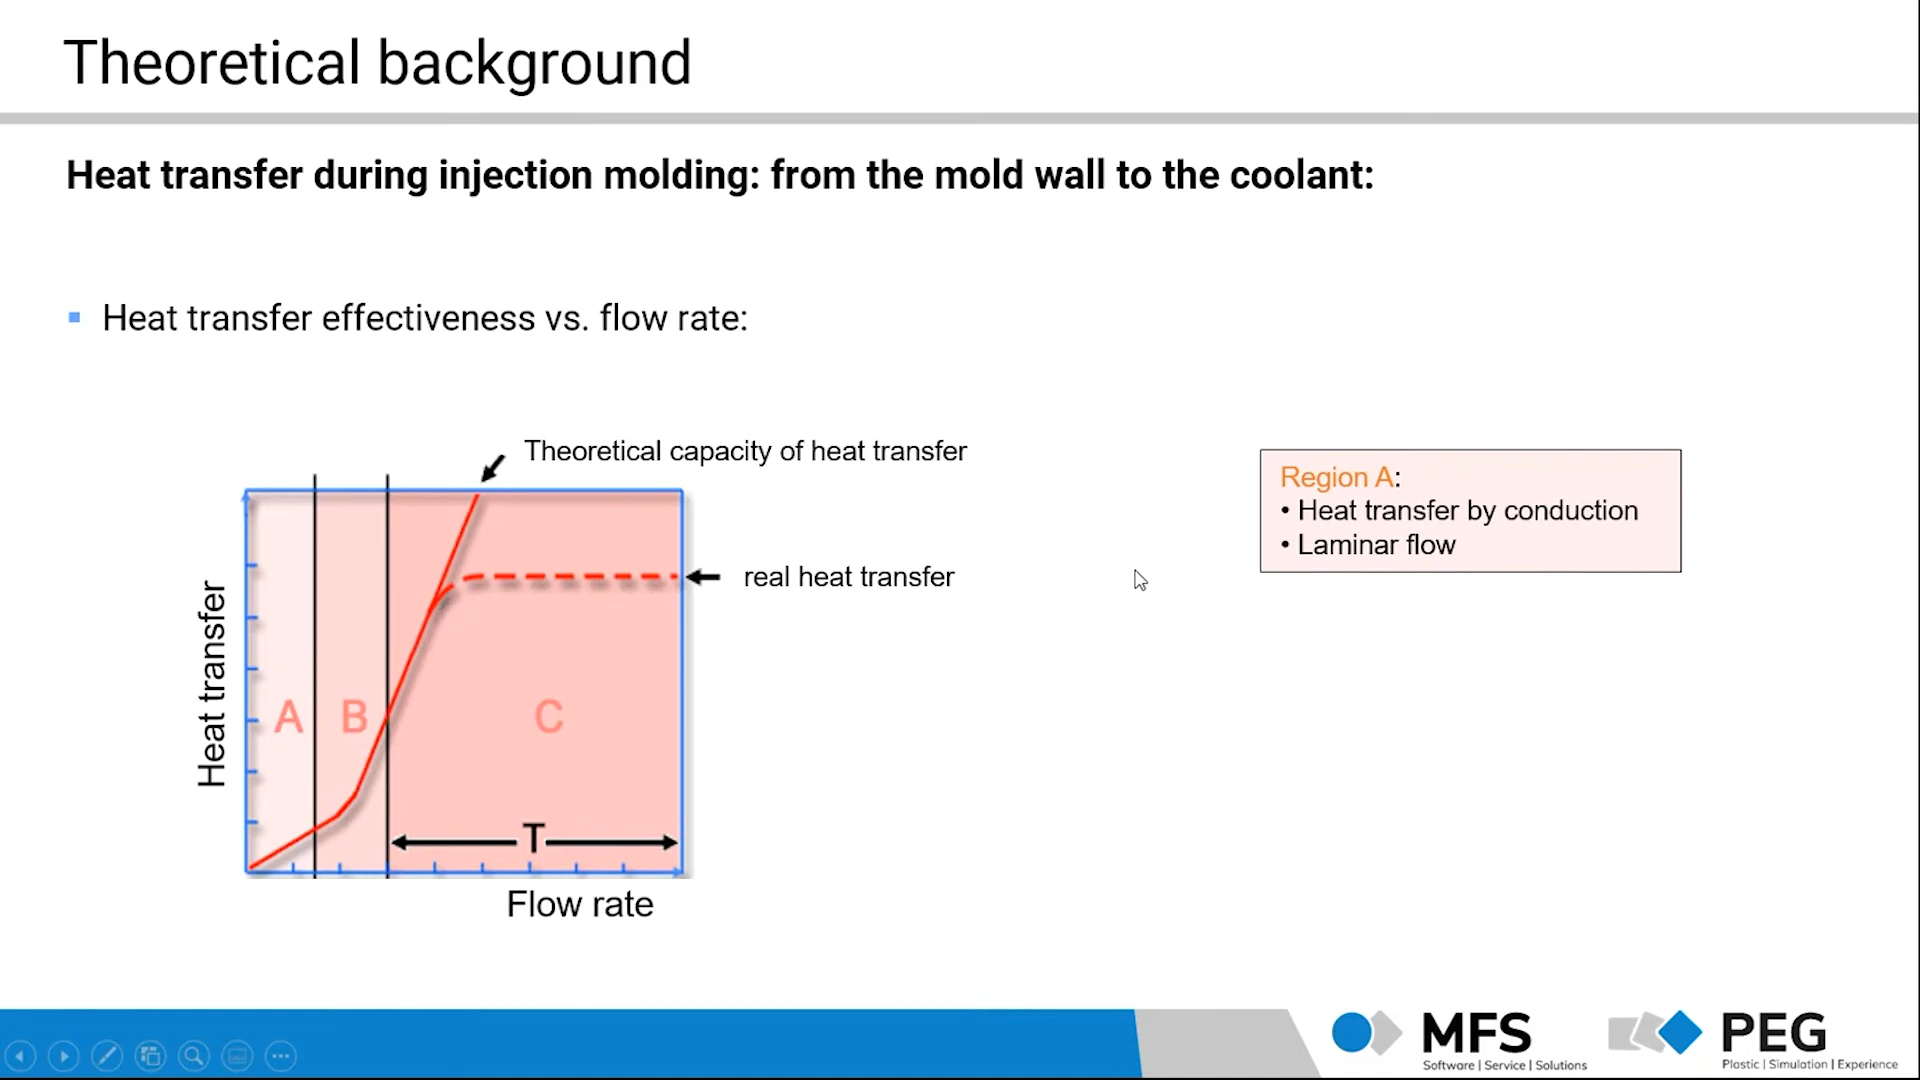 Theoretical background
Heat transfer during injection molding: from the mold wall to the coolant:
▪ Heat transfer effectiveness vs. flow rate:
Theoretical capacity of heat transfer
real heat transfer
Heat transfer
A
B
C
T
Flow rate
Region A:
• Heat transfer by conduction
• Laminar flow
MFS
Software | Service | Solutions
PEG
Plastic | Simulation | Experience